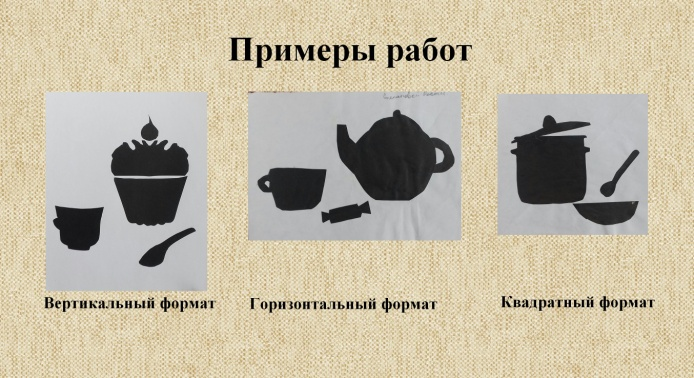 Примеры работ
Вертикальный формат
Горизонтальный формат
Квадратный формат